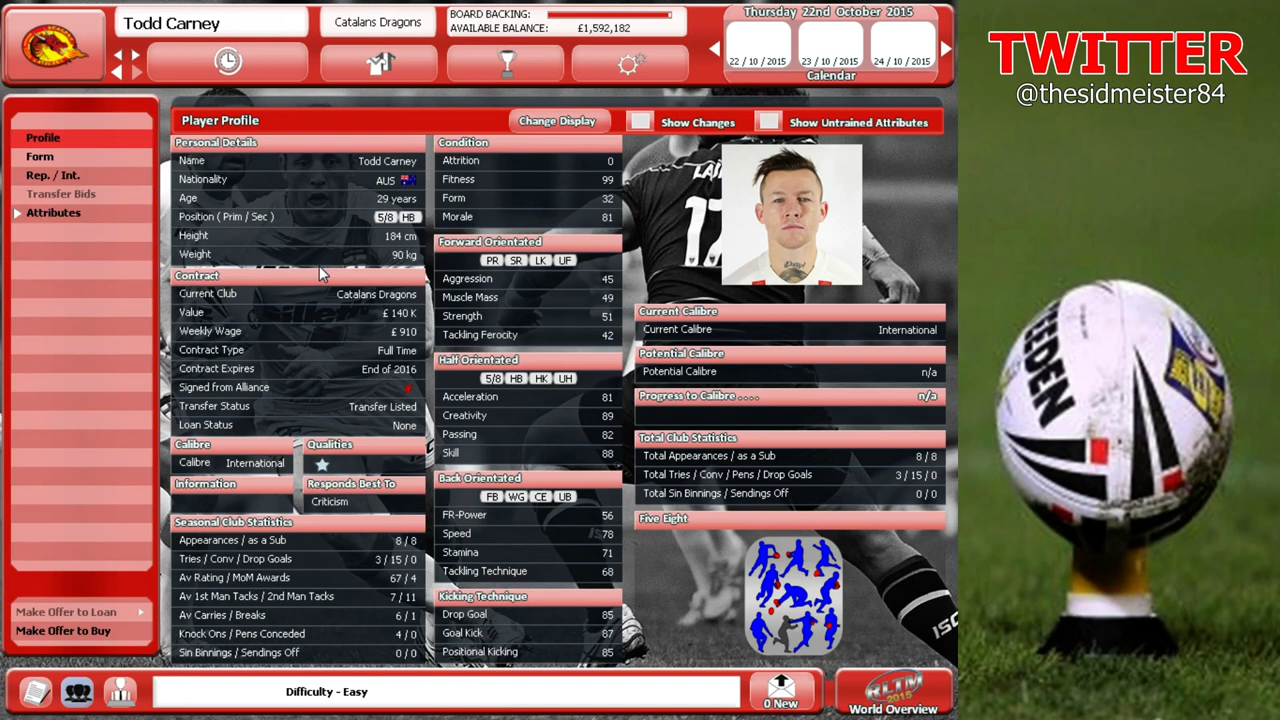 Todd Carney
Catalans Dragons
BOARD BACKING:
AVAILABLE BALANCE: £1,592,182
Thursday 22nd October 2015
22 / 10 / 2015
23 / 10 / 2015
24 / 10 / 2015
Calendar
TWITTER
@thesidmeister84
Profile
Form
Rep. / Int.
Transfer Bids
Attributes
Make Offer to Loan
Make Offer to Buy
Player Profile
Change Display
Show Changes
Show Untrained Attributes
Personal Details
Name Todd Carney
Nationality AUS
Age 29 years
Position ( Prim / Sec ) 5/8 HB
Height 184 cm
Weight 90 kg
Contract
Current Club Catalans Dragons
Value £ 140 K
Weekly Wage £ 910
Contract Type Full Time
Contract Expires End of 2016
Signed from Alliance
Transfer Status Transfer Listed
Loan Status None
Calibre
Calibre International
Qualities
Information
Responds Best To
Criticism
Seasonal Club Statistics
Appearances / as a Sub 8 / 8
Tries / Conv / Drop Goals 3 / 15 / 0
Av Rating / MoM Awards 67 / 4
Av 1st Man Tacks / 2nd Man Tacks 7 / 11
Av Carries / Breaks 6 / 1
Knock Ons / Pens Conceded 4 / 0
Sin Binnings / Sendings Off 0 / 0
Condition
Attrition 0
Fitness 99
Form 32
Morale 81
Forward Orientated
PR SR LK UF
Aggression 45
Muscle Mass 49
Strength 51
Tackling Ferocity 42
Half Orientated
5/8 HB HK UH
Acceleration 81
Creativity 89
Passing 82
Skill 88
Back Orientated
FB WG CE UB
FR-Power 56
Speed 78
Stamina 71
Tackling Technique 68
Kicking Technique
Drop Goal 85
Goal Kick 87
Positional Kicking 85
17
Current Calibre
Current Calibre International
Potential Calibre
Potential Calibre n/a
Progress to Calibre . . . . n/a
Total Club Statistics
Total Appearances / as a Sub 8 / 8
Total Tries / Conv / Pens / Drop Goals 3 / 15 / 0
Total Sin Binnings / Sendings Off 0 / 0
Five Eight
ISC
Difficulty - Easy
0 New
RLTM
2015
World Overview